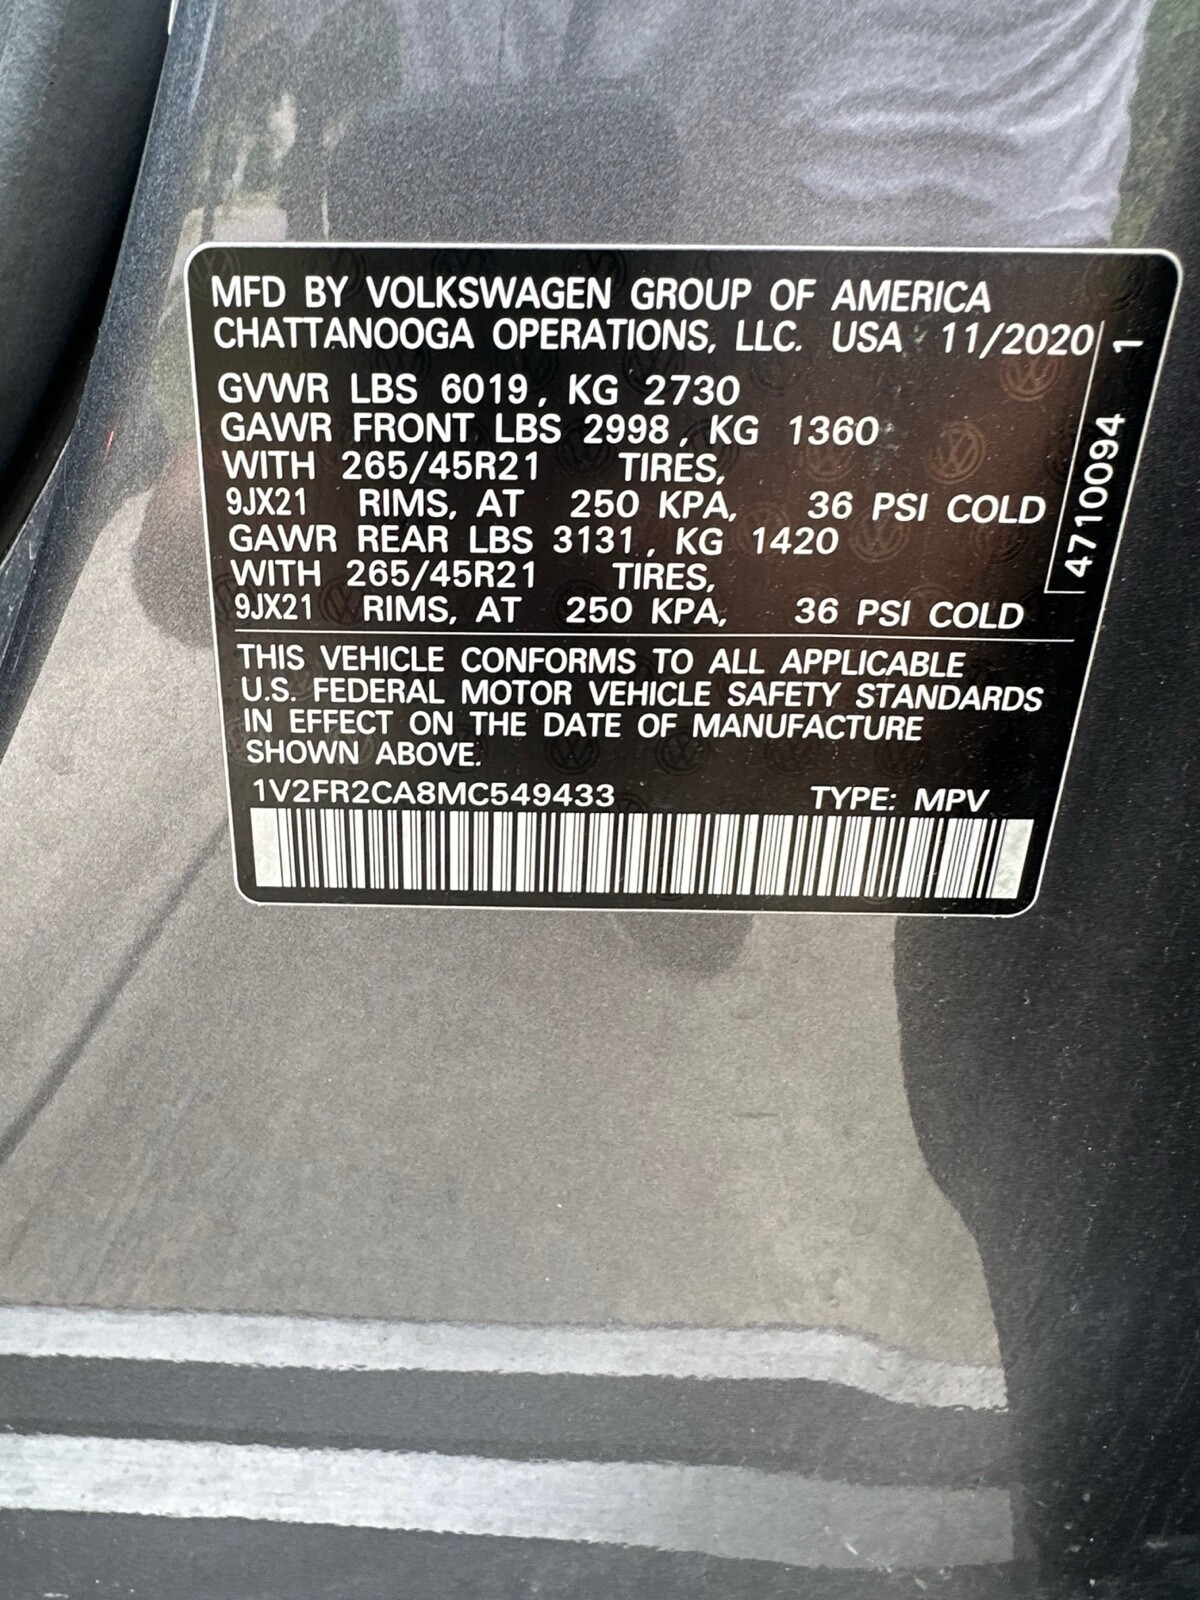 MFD BY VOLKSWAGEN GROUP OF AMERICA
CHATTANOOGA OPERATIONS, LLC. USA 11/2020
GVWR LBS 6019, KG 2730
GAWR FRONT LBS 2998, KG 1360
WITH 265/45R21 TIRES,
9JX21 RIMS, AT 250 KPA, 36 PSI COLD
GAWR REAR LBS 3131, KG 1420
WITH 265/45R21 TIRES,
9JX21 RIMS, AT 250 KPA, 36 PSI COLD
4710094 1
THIS VEHICLE CONFORMS TO ALL APPLICABLE
U.S. FEDERAL MOTOR VEHICLE SAFETY STANDARDS
IN EFFECT ON THE DATE OF MANUFACTURE
SHOWN ABOVE.
1V2FR2CA8MC549433 TYPE: MPV